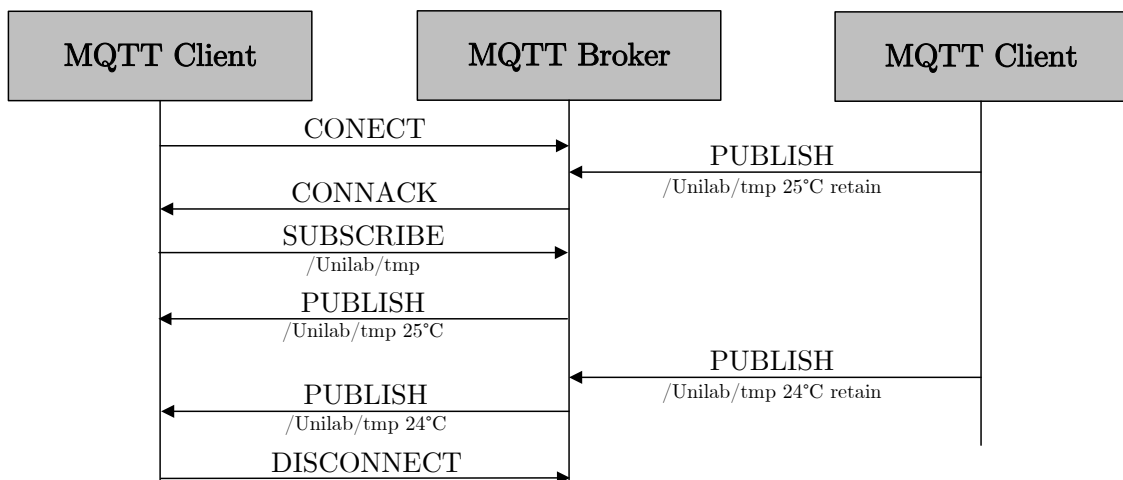 MQTT Client
MQTT Broker
MQTT Client
CONECT
PUBLISH
/Unilab/tmp 25°C retain
CONNACK
SUBSCRIBE
/Unilab/tmp
PUBLISH
/Unilab/tmp 25°C
PUBLISH
/Unilab/tmp 24°C retain
PUBLISH
/Unilab/tmp 24°C
DISCONNECT